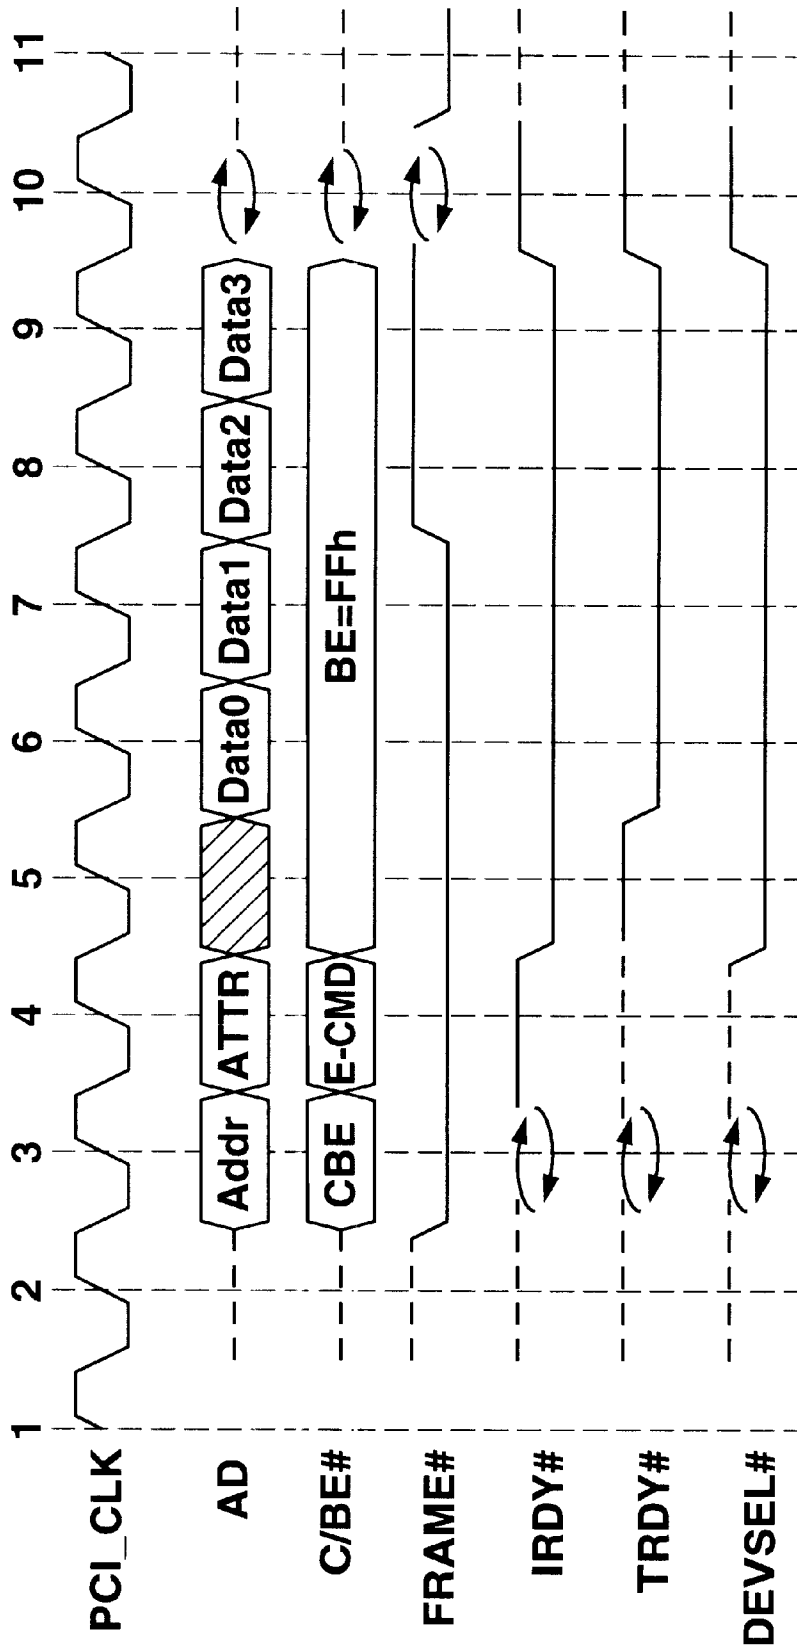 1 2 3 4 5 6 7 8 9 10 11
PCI_CLK
AD Addr ATTR Data0 Data1 Data2 Data3
C/BE# CBE E-CMD BE=FFh
FRAME#
IRDY#
TRDY#
DEVSEL#